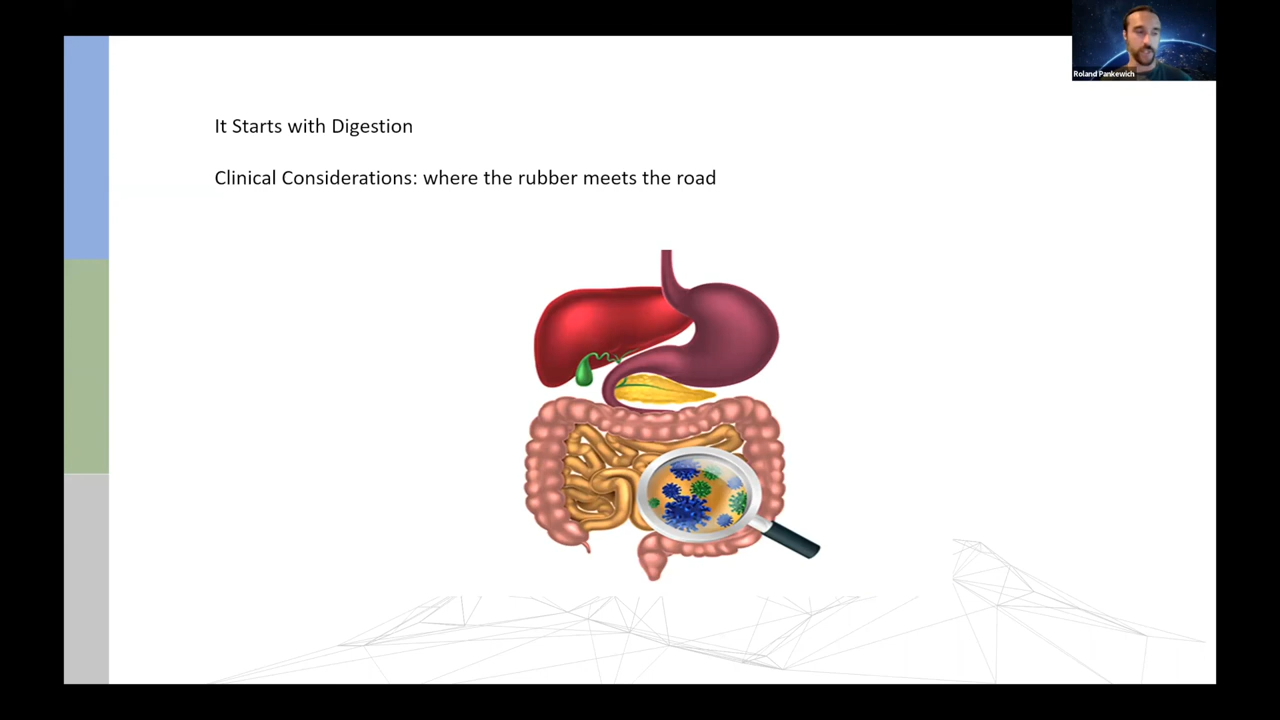 Roland Pankewich
It Starts with Digestion
Clinical Considerations: where the rubber meets the road